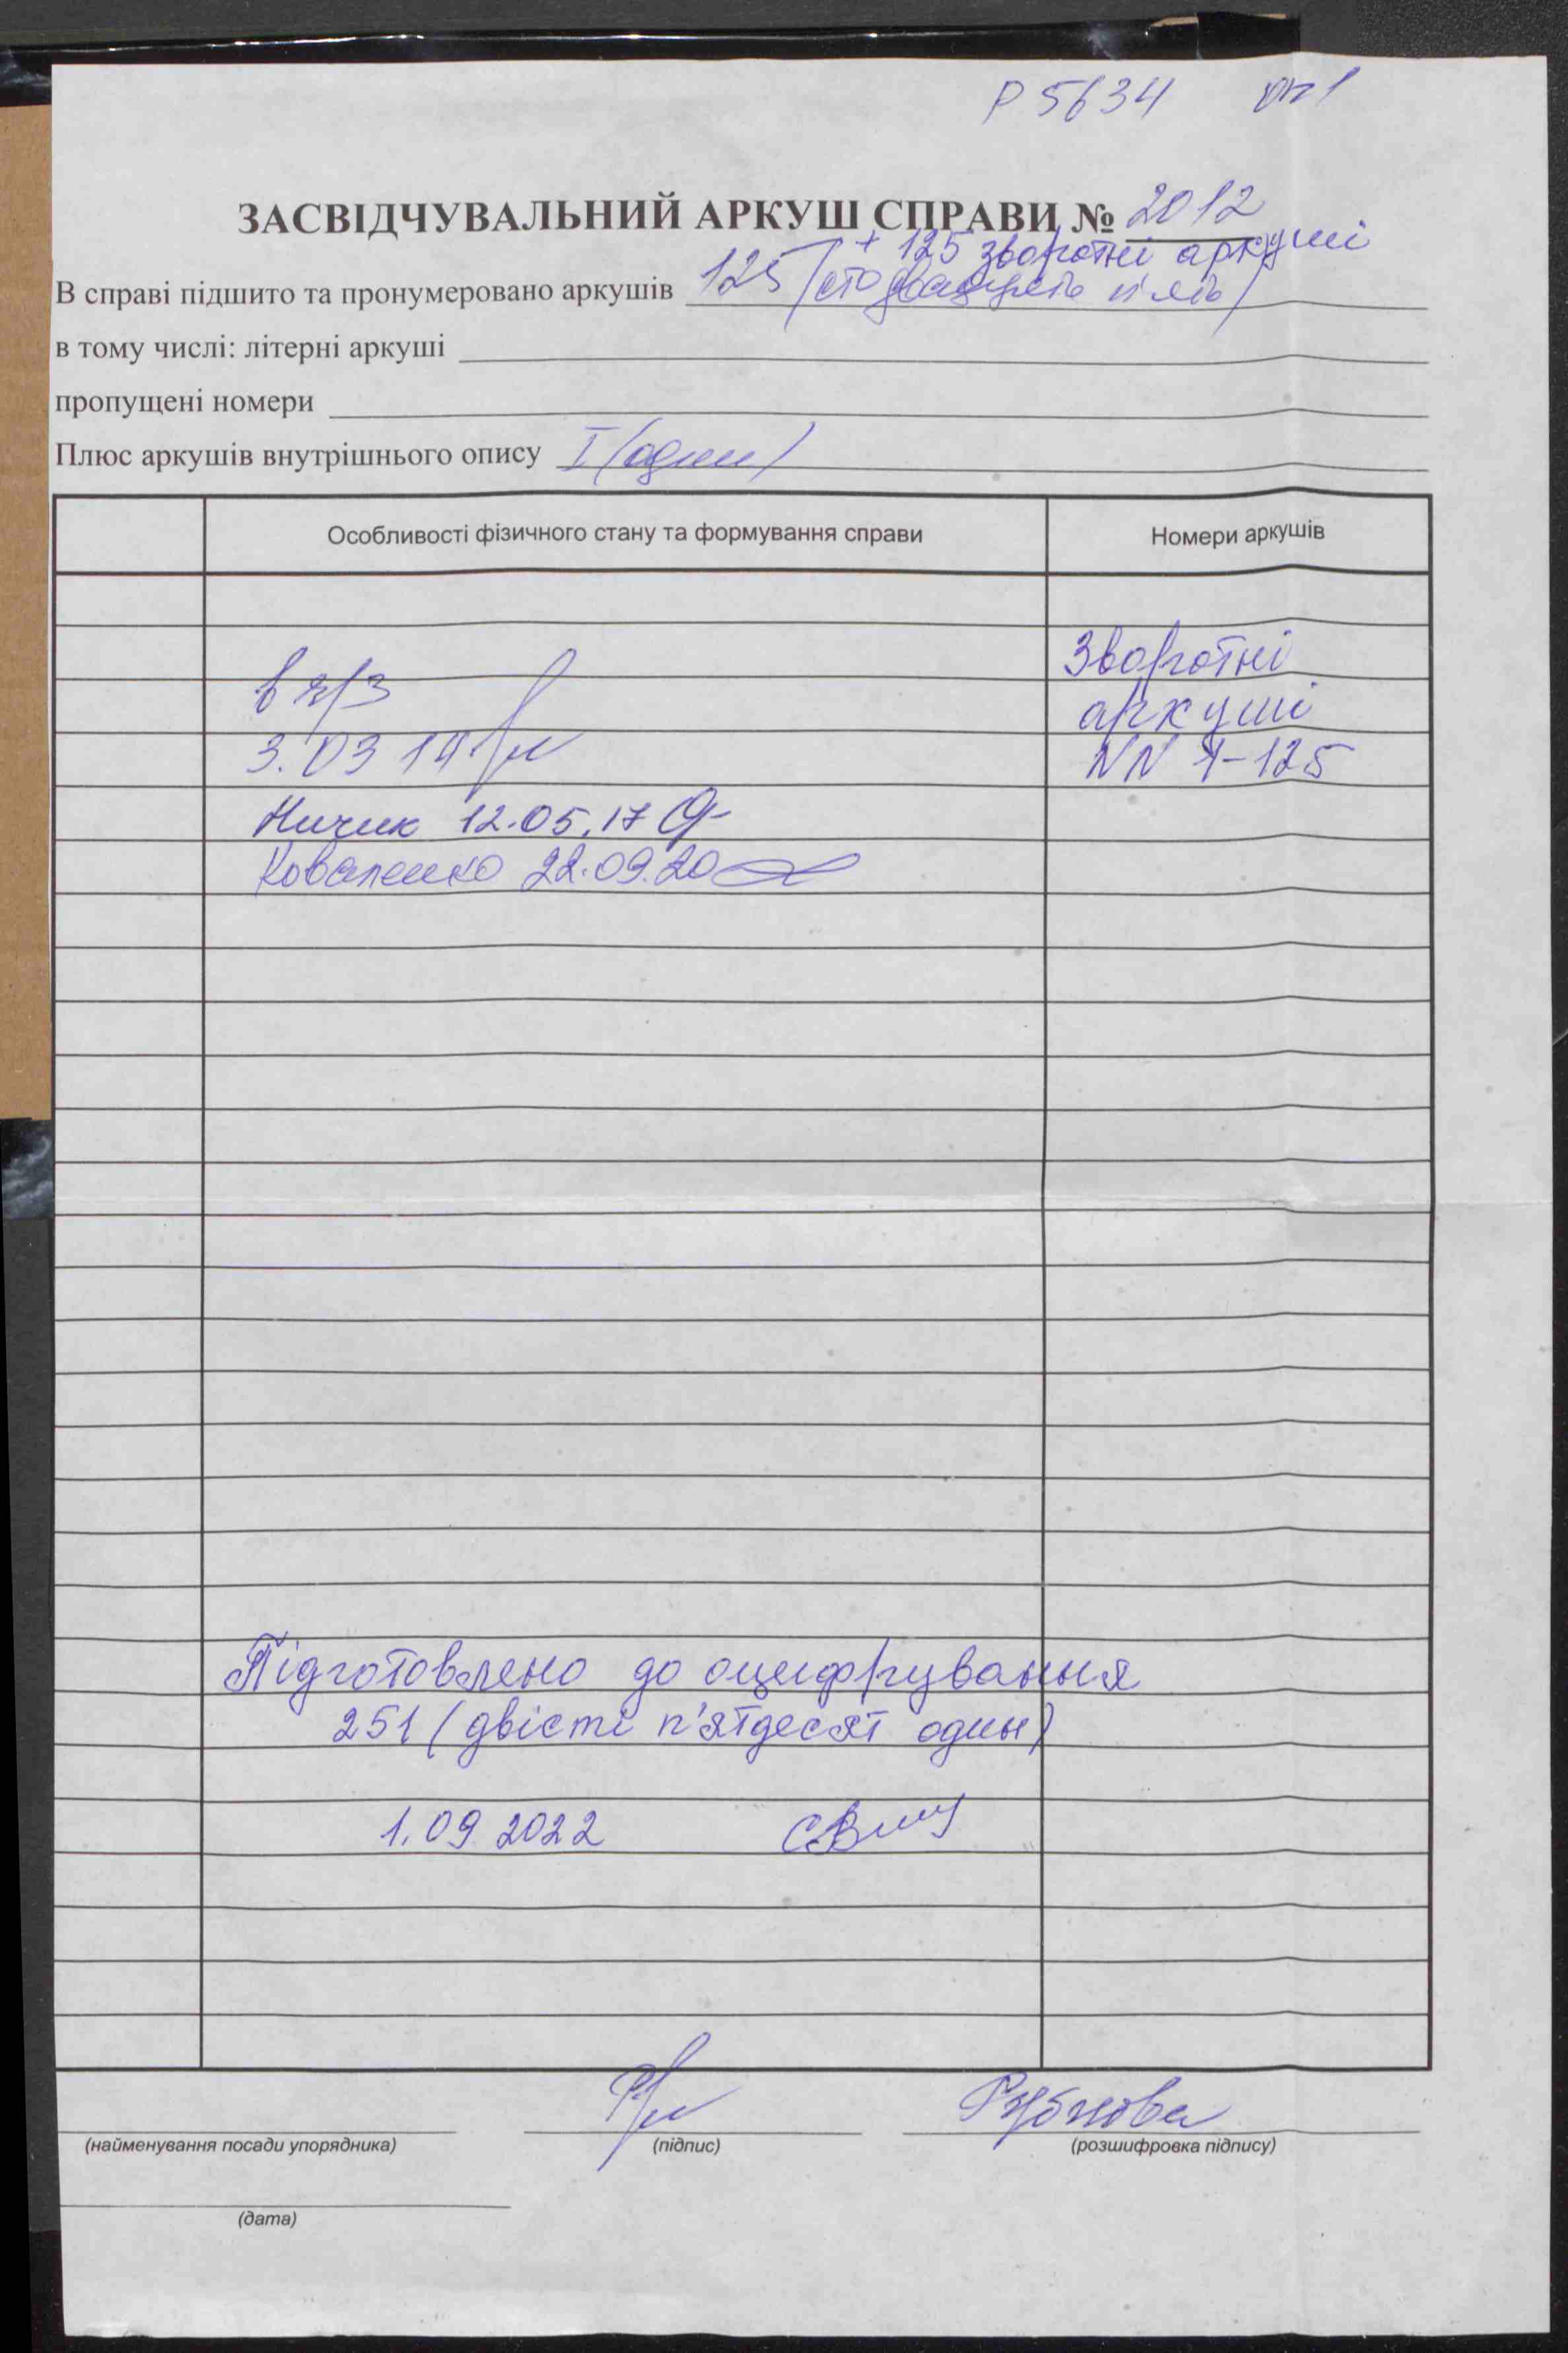 Р 5634 оп 1
ЗАСВІДЧУВАЛЬНИЙ АРКУШ СПРАВИ № 2012
+ 125 зворотні аркуші
В справі підшито та пронумеровано аркушів 125 (сто двадцять п'ять)
в тому числі: літерні аркуші
пропущені номери
Плюс аркушів внутрішнього опису І (один)
Особливості фізичного стану та формування справи Номери аркушів
Зворотні
аркуші
3.03 14
NN 1-125
Ничик 12.05.17
Коваленко 22.09.20
Підготовлено до оцифрування
251 (двісті п'ятдесят один)
1.09 2022
(найменування посади упорядника) (підпис) (розшифровка підпису)
(дата)